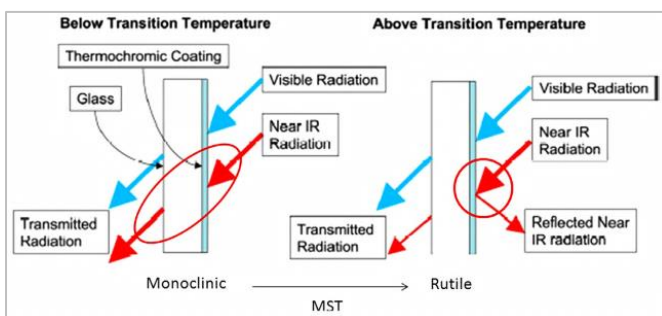 Below Transition Temperature
Above Transition Temperature
Thermochromic Coating
Glass
Visible Radiation
Near IR
Radiation
Transmitted
Radiation
Visible Radiation
Near IR
Radiation
Transmitted
Radiation
Reflected Near
IR radiation
Monoclinic
Rutile
MST